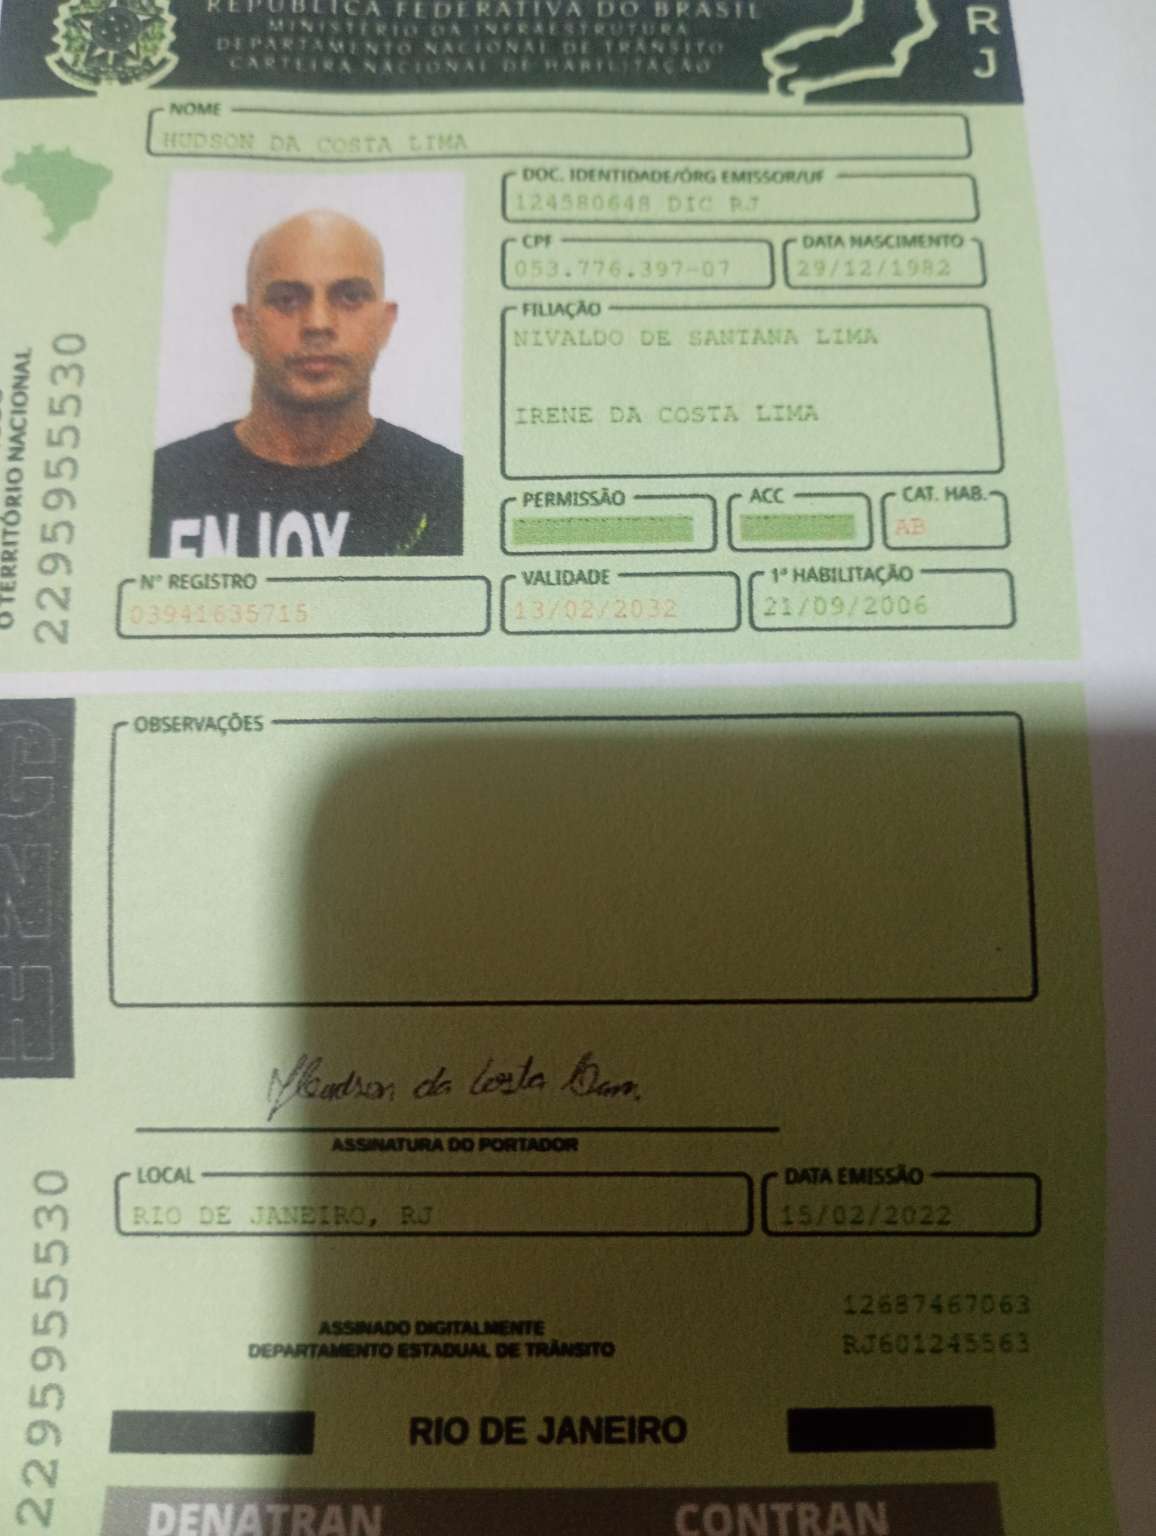 REPÚBLICA FEDERATIVA DO BRASIL
MINISTÉRIO DA INFRAESTRUTURA
DEPARTAMENTO NACIONAL DE TRÂNSITO
CARTEIRA NACIONAL DE HABILITAÇÃO
RJ
NOME
HUDSON DA COSTA LIMA
DOC. IDENTIDADE/ÓRG EMISSOR/UF
124580648 DIC RJ
CPF
053.776.397-07
DATA NASCIMENTO
29/12/1982
FILIAÇÃO
NIVALDO DE SANTANA LIMA
IRENE DA COSTA LIMA
PERMISSÃO
ACC
CAT. HAB.
AB
Nº REGISTRO
03941635715
VALIDADE
13/02/2032
1ª HABILITAÇÃO
21/09/2006
ENJOY
O TERRITÓRIO NACIONAL
2295955530
OBSERVAÇÕES
Hudson da Costa Lima
ASSINATURA DO PORTADOR
LOCAL
RIO DE JANEIRO, RJ
DATA EMISSÃO
15/02/2022
ASSINADO DIGITALMENTE
DEPARTAMENTO ESTADUAL DE TRÂNSITO
12687467063
RJ601245563
2295955530
RIO DE JANEIRO
DENATRAN
CONTRAN